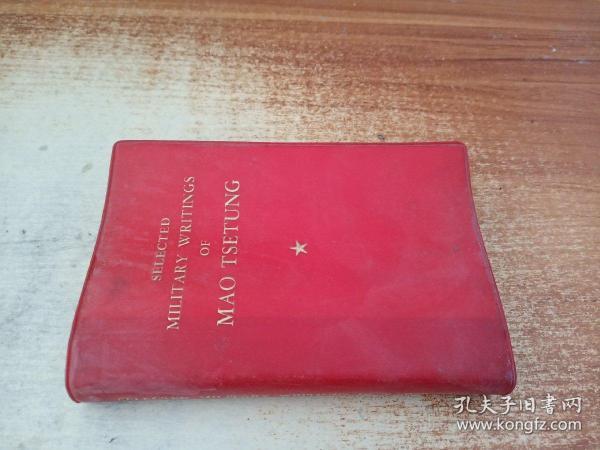 SELECTED
MILITARY WRITINGS
OF
MAO TSETUNG
孔夫子旧书网
www.kongfz.com